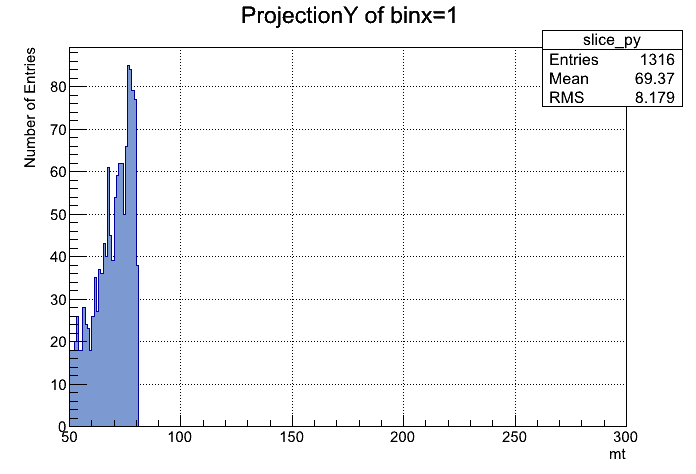 ProjectionY of binx=1
slice_py
Entries 1316
Mean 69.37
RMS 8.179
Number of Entries
80
70
60
50
40
30
20
10
0
50 100 150 200 250 300
mt